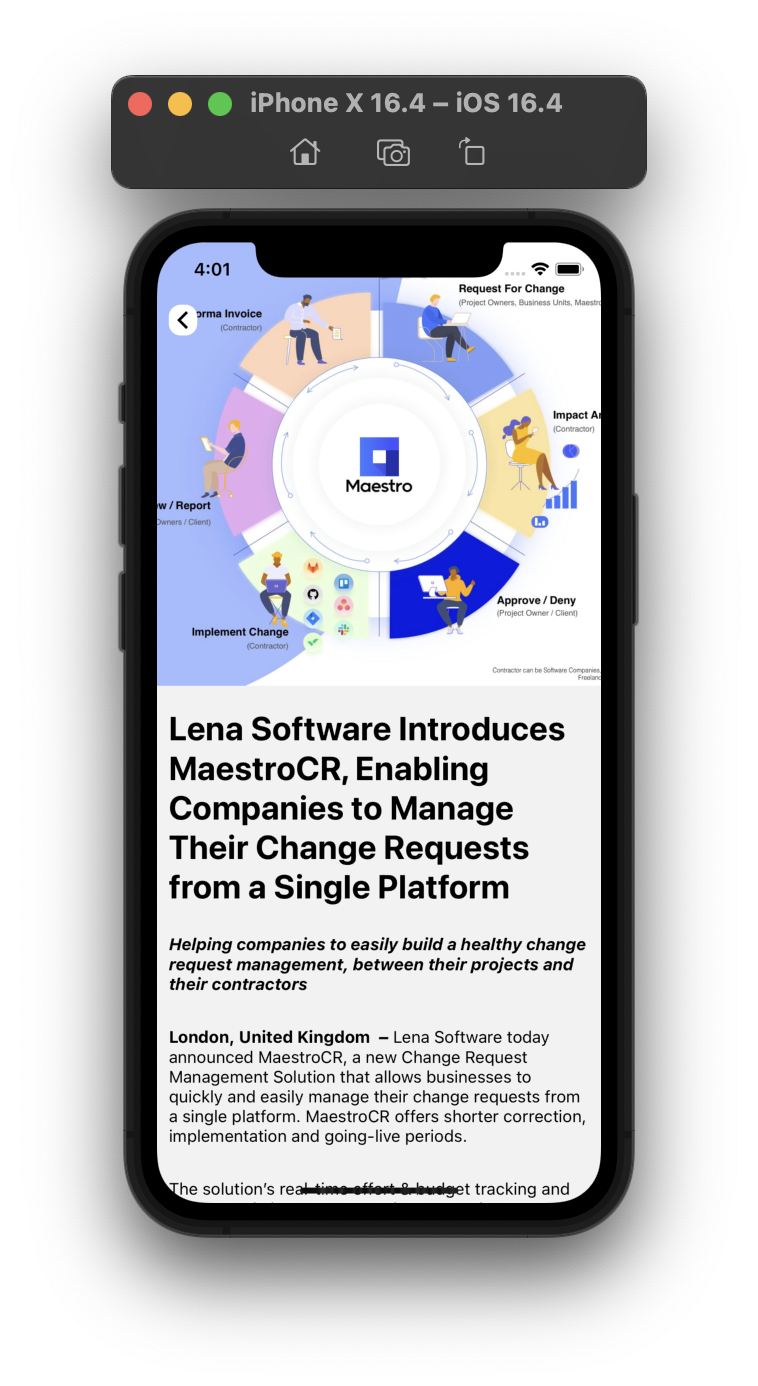 iPhone X 16.4 – iOS 16.4
4:01
Request For Change
(Project Owners, Business Units, Maestro
orma Invoice
(Contractor)
Impact An
(Contractor)
Maestro
ew / Report
Owners / Client)
Approve / Deny
(Project Owner / Client)
Implement Change
(Contractor)
Contractor can be Software Companies,
Freelanc
Lena Software Introduces
MaestroCR, Enabling
Companies to Manage
Their Change Requests
from a Single Platform
Helping companies to easily build a healthy change
request management, between their projects and
their contractors
London, United Kingdom – Lena Software today
announced MaestroCR, a new Change Request
Management Solution that allows businesses to
quickly and easily manage their change requests from
a single platform. MaestroCR offers shorter correction,
implementation and going-live periods.
The solution’s real-time effort & budget tracking and